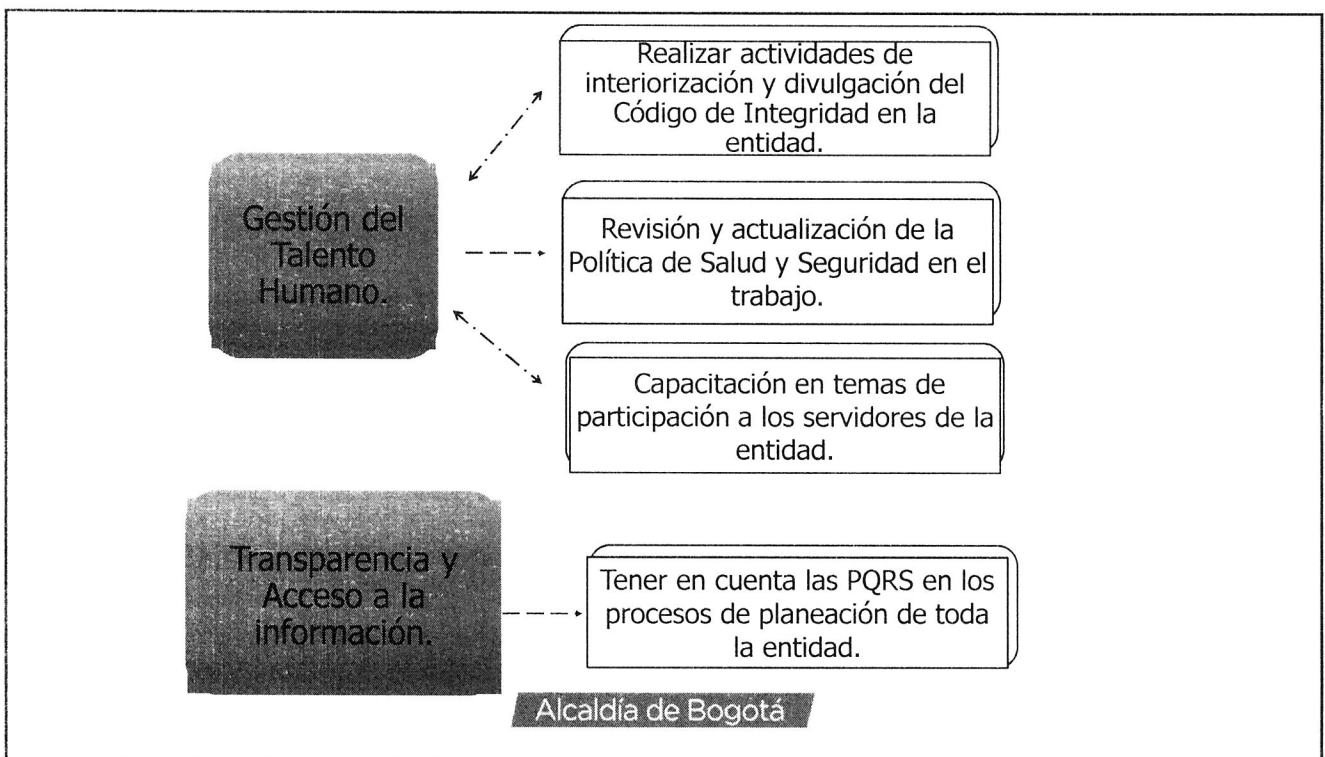 Realizar actividades de
interiorización y divulgación del
Código de Integridad en la
entidad.
Gestión del
Talento
Humano.
Revisión y actualización de la
Política de Salud y Seguridad en el
trabajo.
Capacitación en temas de
participación a los servidores de la
entidad.
Transparencia y
Acceso a la
información.
Tener en cuenta las PQRS en los
procesos de planeación de toda
la entidad.
Alcaldía de Bogotá